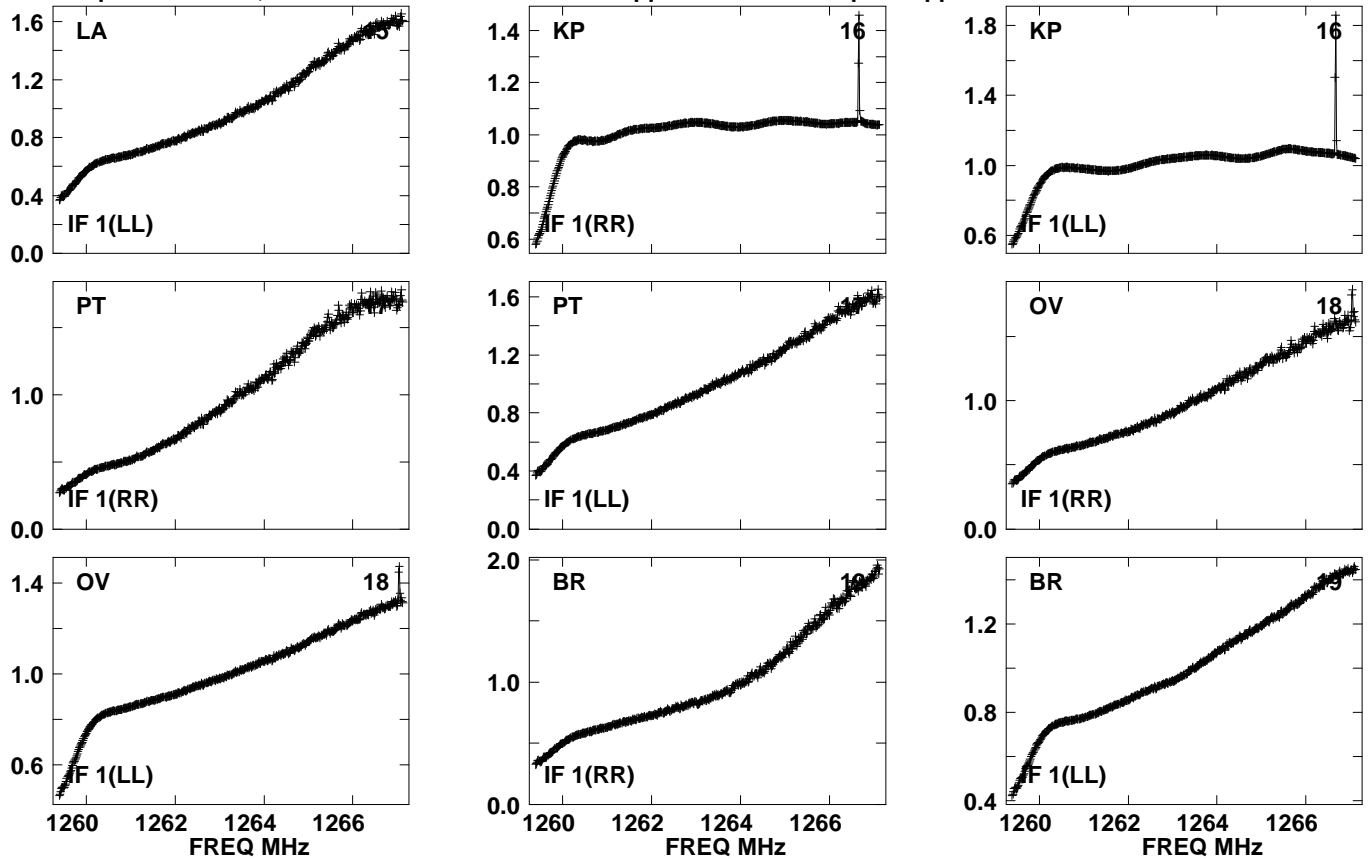 1.6 LA 15
1.2
0.8
0.4
0.0 IF 1(LL)
1.4 KP 16
1.2
1.0
0.8
0.6 IF 1(RR)
1.8 KP 16
1.4
1.0
0.6 IF 1(LL)
PT
1.0
0.0 IF 1(RR)
1.6 PT
1.2
0.8
0.4
0.0 IF 1(LL)
OV 18
1.0
0.0 IF 1(RR)
1.4 OV 18
1.0
0.6 IF 1(LL)
1260 1262 1264 1266
FREQ MHz
2.0 BR 19
1.0
0.0 IF 1(RR)
1260 1262 1264 1266
FREQ MHz
BR 19
1.2
0.8
0.4 IF 1(LL)
1260 1262 1264 1266
FREQ MHz